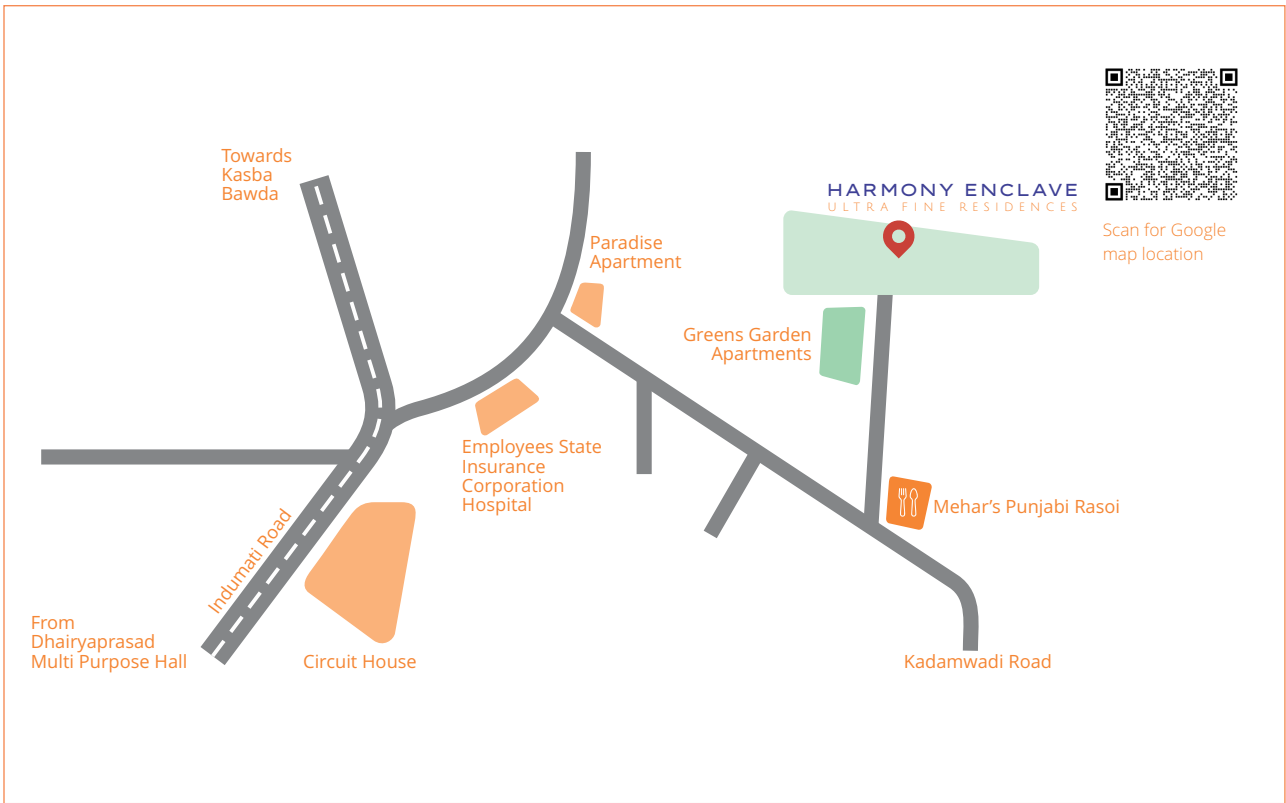 Towards
Kasba
Bawda
HARMONY ENCLAVE
ULTRA FINE RESIDENCES
Scan for Google
map location
Paradise
Apartment
Greens Garden
Apartments
Employees State
Insurance
Corporation
Hospital
Mehar's Punjabi Rasoi
Indumati Road
From
Dhairyaprasad
Multi Purpose Hall
Circuit House
Kadamwadi Road